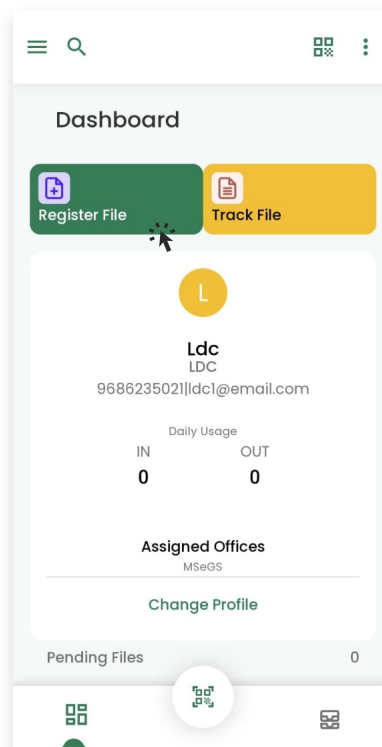 Dashboard
Register File
Track File
L
Ldc
LDC
9686235021|ldc1@email.com
Daily Usage
IN OUT
0 0
Assigned Offices
MSeGS
Change Profile
Pending Files 0